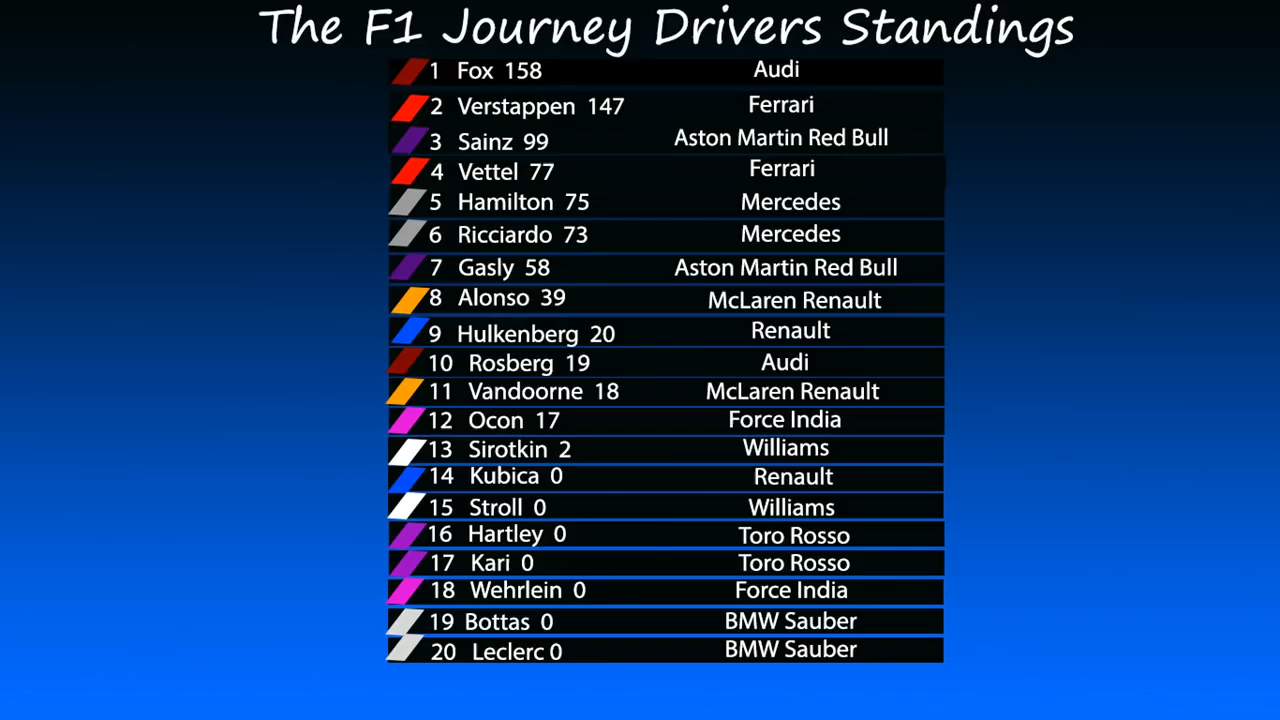 The F1 Journey Drivers Standings
1 Fox 158 Audi
2 Verstappen 147 Ferrari
3 Sainz 99 Aston Martin Red Bull
4 Vettel 77 Ferrari
5 Hamilton 75 Mercedes
6 Ricciardo 73 Mercedes
7 Gasly 58 Aston Martin Red Bull
8 Alonso 39 McLaren Renault
9 Hulkenberg 20 Renault
10 Rosberg 19 Audi
11 Vandoorne 18 McLaren Renault
12 Ocon 17 Force India
13 Sirotkin 2 Williams
14 Kubica 0 Renault
15 Stroll 0 Williams
16 Hartley 0 Toro Rosso
17 Kari 0 Toro Rosso
18 Wehrlein 0 Force India
19 Bottas 0 BMW Sauber
20 Leclerc 0 BMW Sauber